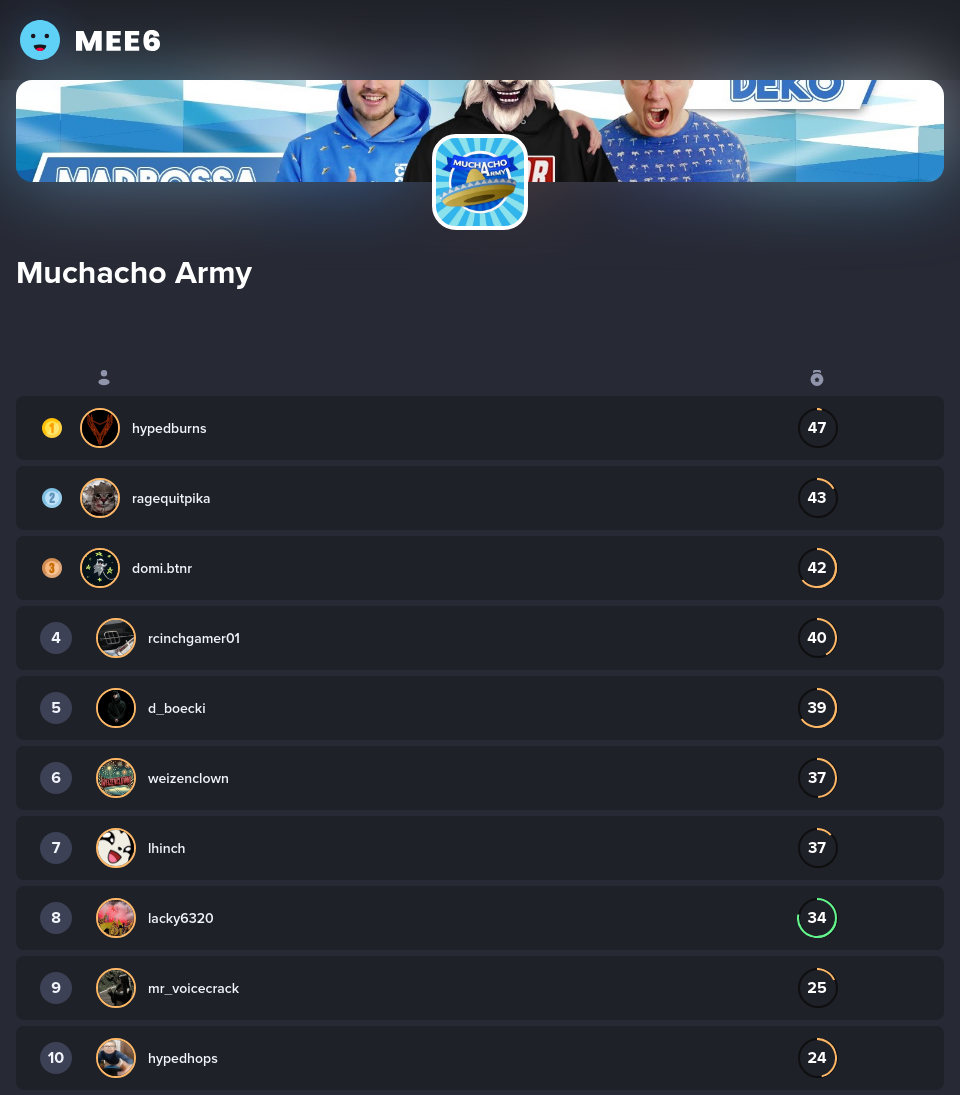 MEE6
DEKO
MADBOSSA
MUCHACHO
ARMY
Muchacho Army
1 hypedburns 47
2 ragequitpika 43
3 domi.btnr 42
4 rcinchgamer01 40
5 d_boecki 39
6 weizenclown 37
7 lhinch 37
8 lacky6320 34
9 mr_voicecrack 25
10 hypedhops 24